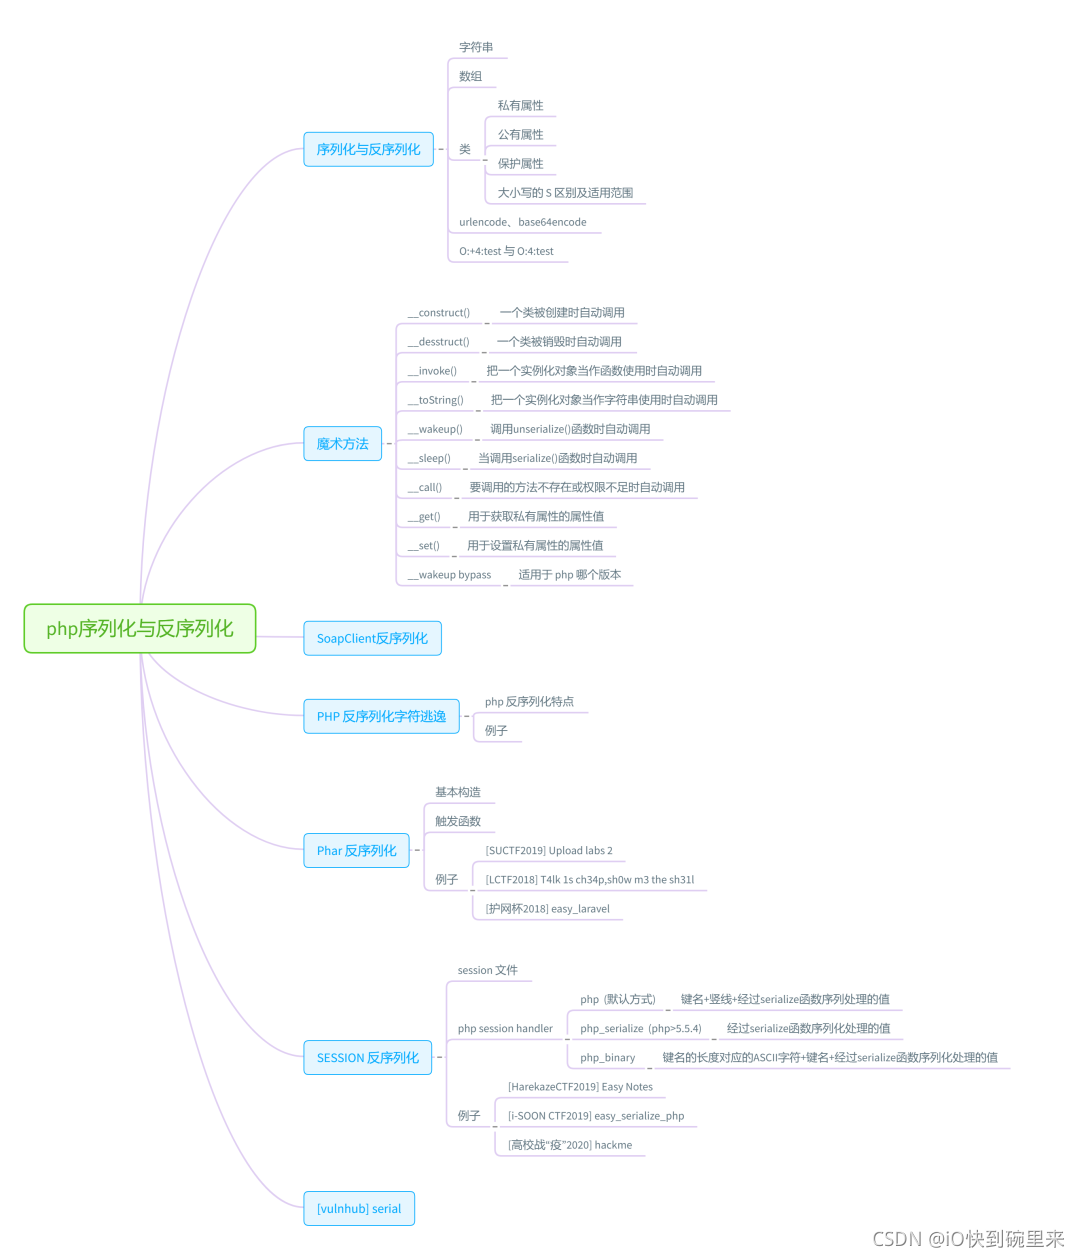 php序列化与反序列化
序列化与反序列化
字符串
数组
类
私有属性
公有属性
保护属性
大小写的 S 区别及适用范围
urlencode、base64encode
O:+4:test 与 O:4:test
魔术方法
__construct()
一个类被创建时自动调用
__desstruct()
一个类被销毁时自动调用
__invoke()
把一个实例化对象当作函数使用时自动调用
__toString()
把一个实例化对象当作字符串使用时自动调用
__wakeup()
调用unserialize()函数时自动调用
__sleep()
当调用serialize()函数时自动调用
__call()
要调用的方法不存在或权限不足时自动调用
__get()
用于获取私有属性的属性值
__set()
用于设置私有属性的属性值
__wakeup bypass
适用于 php 哪个版本
SoapClient反序列化
PHP 反序列化字符逃逸
php 反序列化特点
例子
Phar 反序列化
基本构造
触发函数
例子
[SUCTF2019] Upload labs 2
[LCTF2018] T4lk 1s ch34p,sh0w m3 the sh31l
[护网杯2018] easy_laravel
SESSION 反序列化
session 文件
php session handler
php (默认方式)
键名+竖线+经过serialize函数序列处理的值
php_serialize (php>5.5.4)
经过serialize函数序列化处理的值
php_binary
键名的长度对应的ASCII字符+键名+经过serialize函数序列化处理的值
例子
[HarekazeCTF2019] Easy Notes
[i-SOON CTF2019] easy_serialize_php
[高校战“疫”2020] hackme
[vulnhub] serial
CSDN @iO快到碗里来